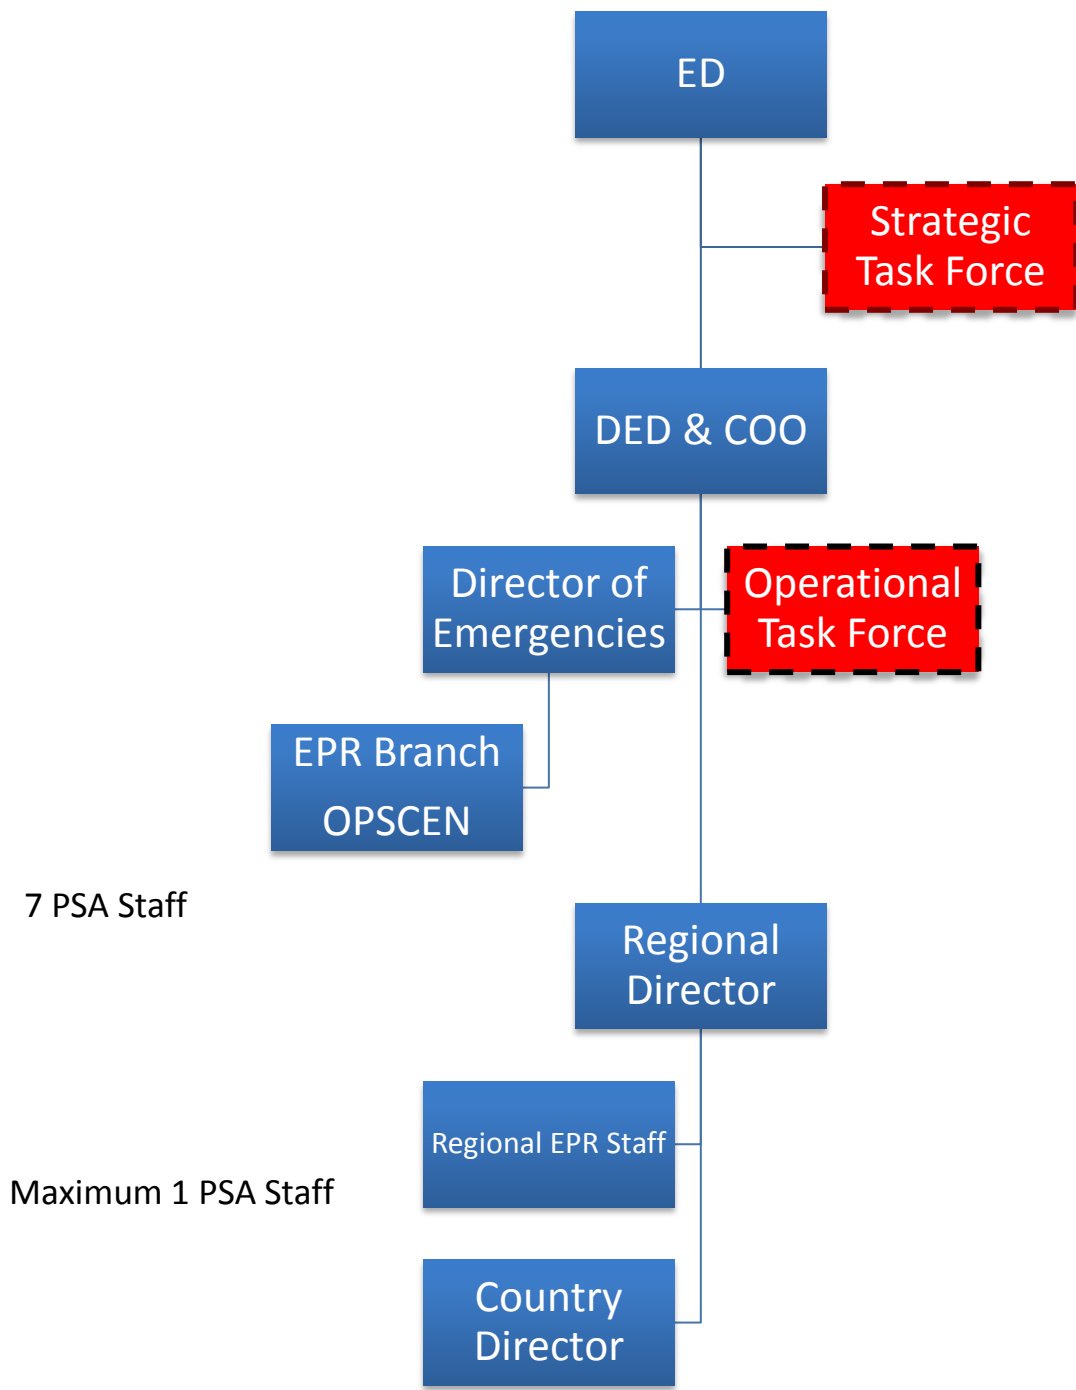 ED
Strategic
Task Force
DED & COO
Director of
Emergencies
Operational
Task Force
EPR Branch
OPSCEN
7 PSA Staff
Regional
Director
Regional EPR Staff
Maximum 1 PSA Staff
Country
Director